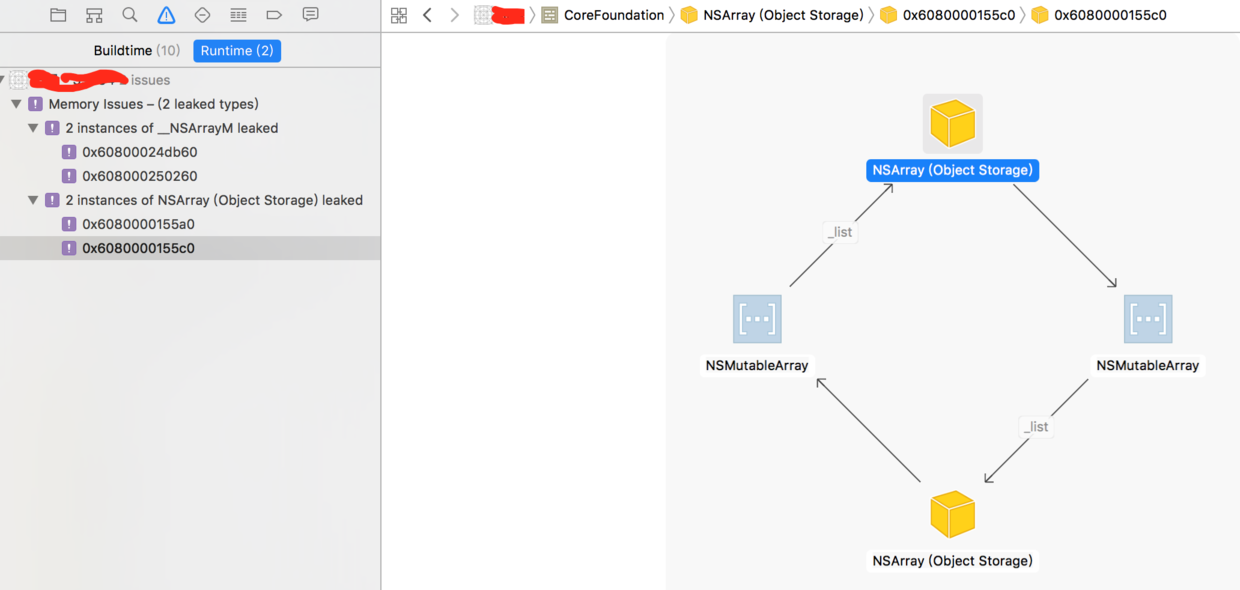 CoreFoundation
NSArray (Object Storage)
0x6080000155c0
0x6080000155c0
Buildtime (10)
Runtime (2)
issues
Memory Issues – (2 leaked types)
2 instances of __NSArrayM leaked
0x60800024db60
0x608000250260
2 instances of NSArray (Object Storage) leaked
0x6080000155a0
0x6080000155c0
NSArray (Object Storage)
_list
NSMutableArray
NSMutableArray
_list
NSArray (Object Storage)